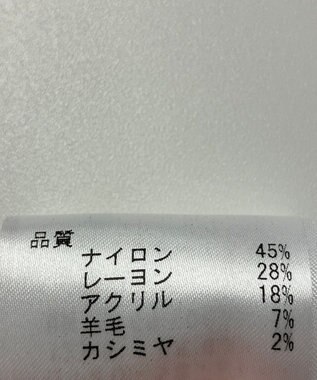 品質
ナイロン 45%
レーヨン 28%
アクリル 18%
羊毛 7%
カシミヤ 2%